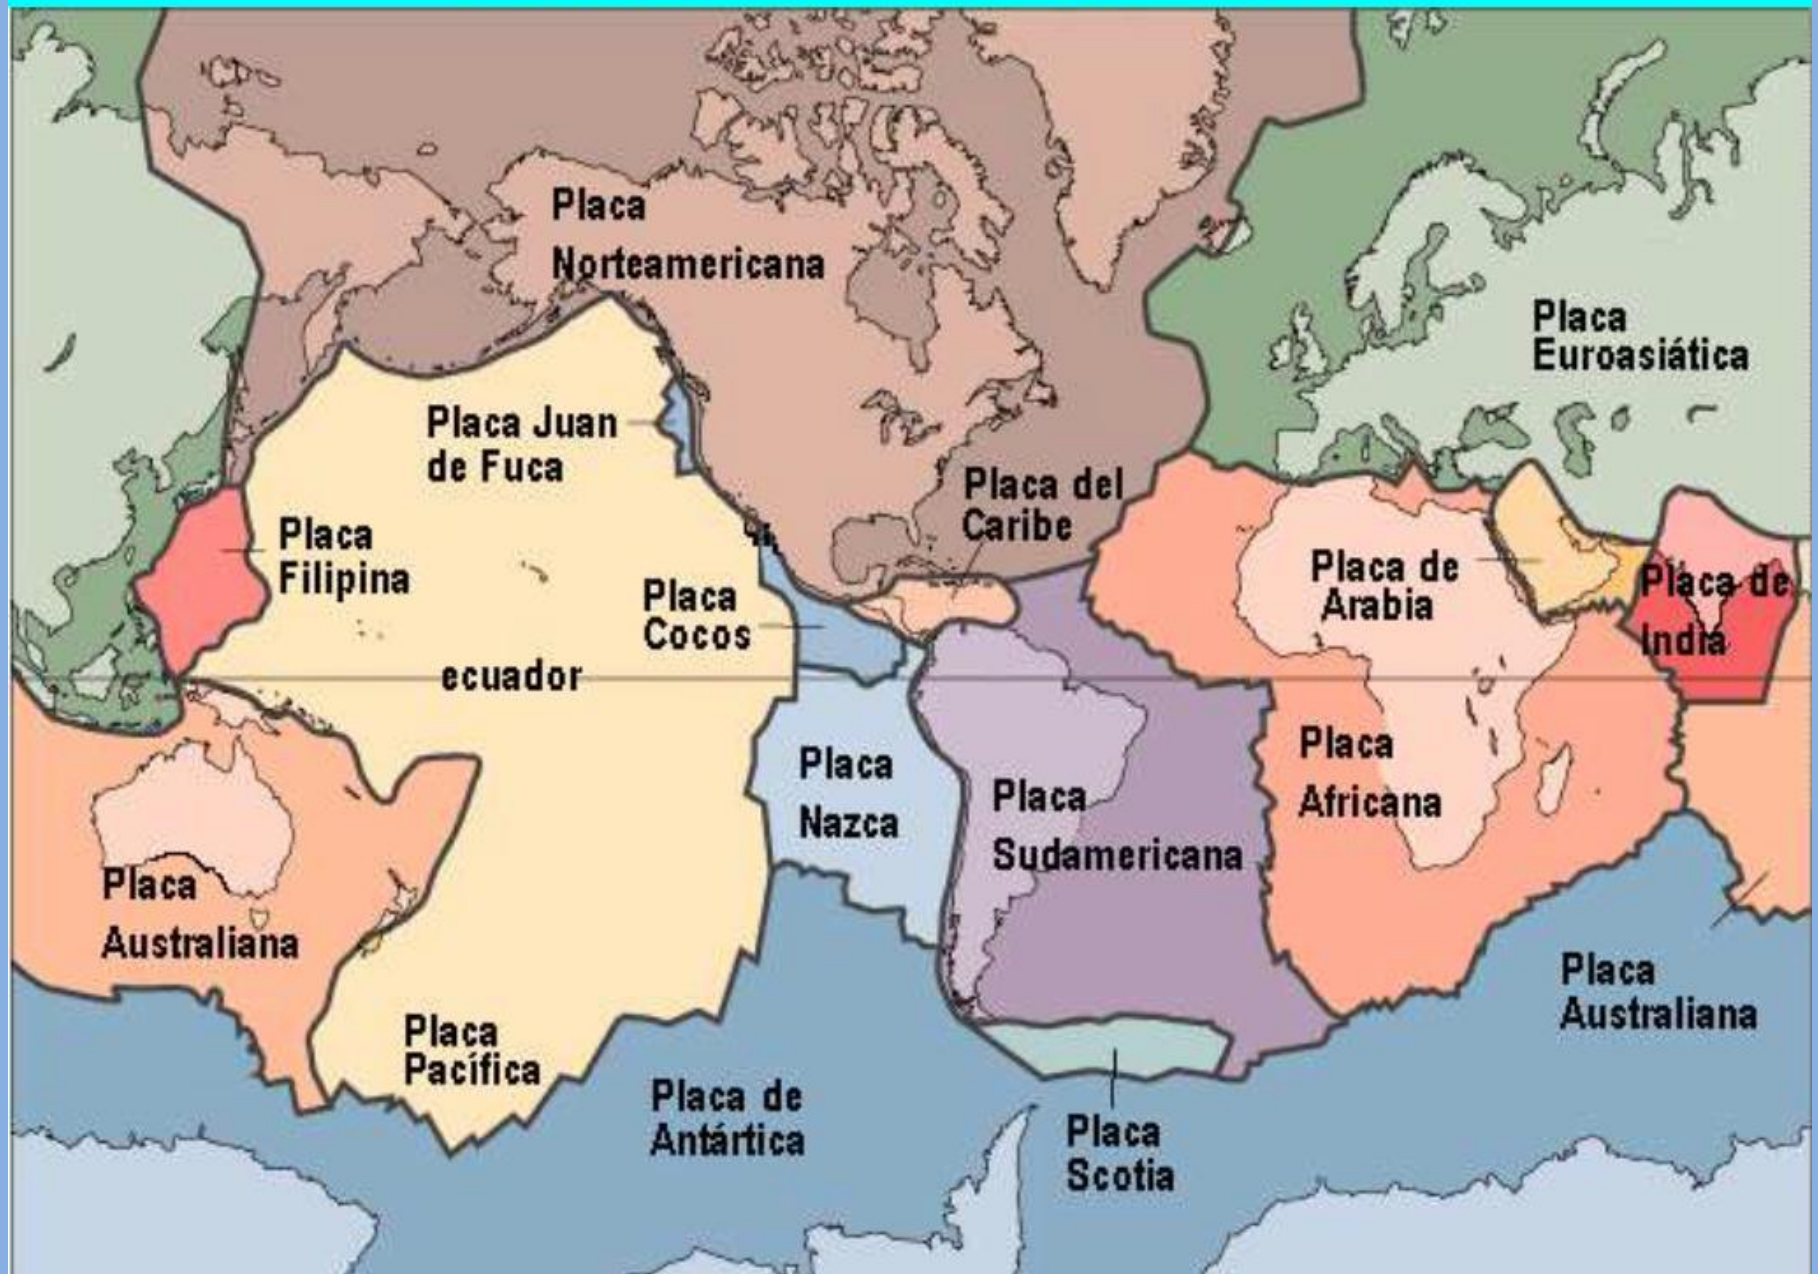 Placa
Norteamericana
Placa
Euroasiática
Placa Juan
de Fuca
Placa del
Caribe
Placa
Filipina
Placa de
Arabia
Placa de
India
Placa
Cocos
ecuador
Placa
Nazca
Placa
Sudamericana
Placa
Africana
Placa
Australiana
Placa
Australiana
Placa
Pacífica
Placa de
Antártica
Placa
Scotia